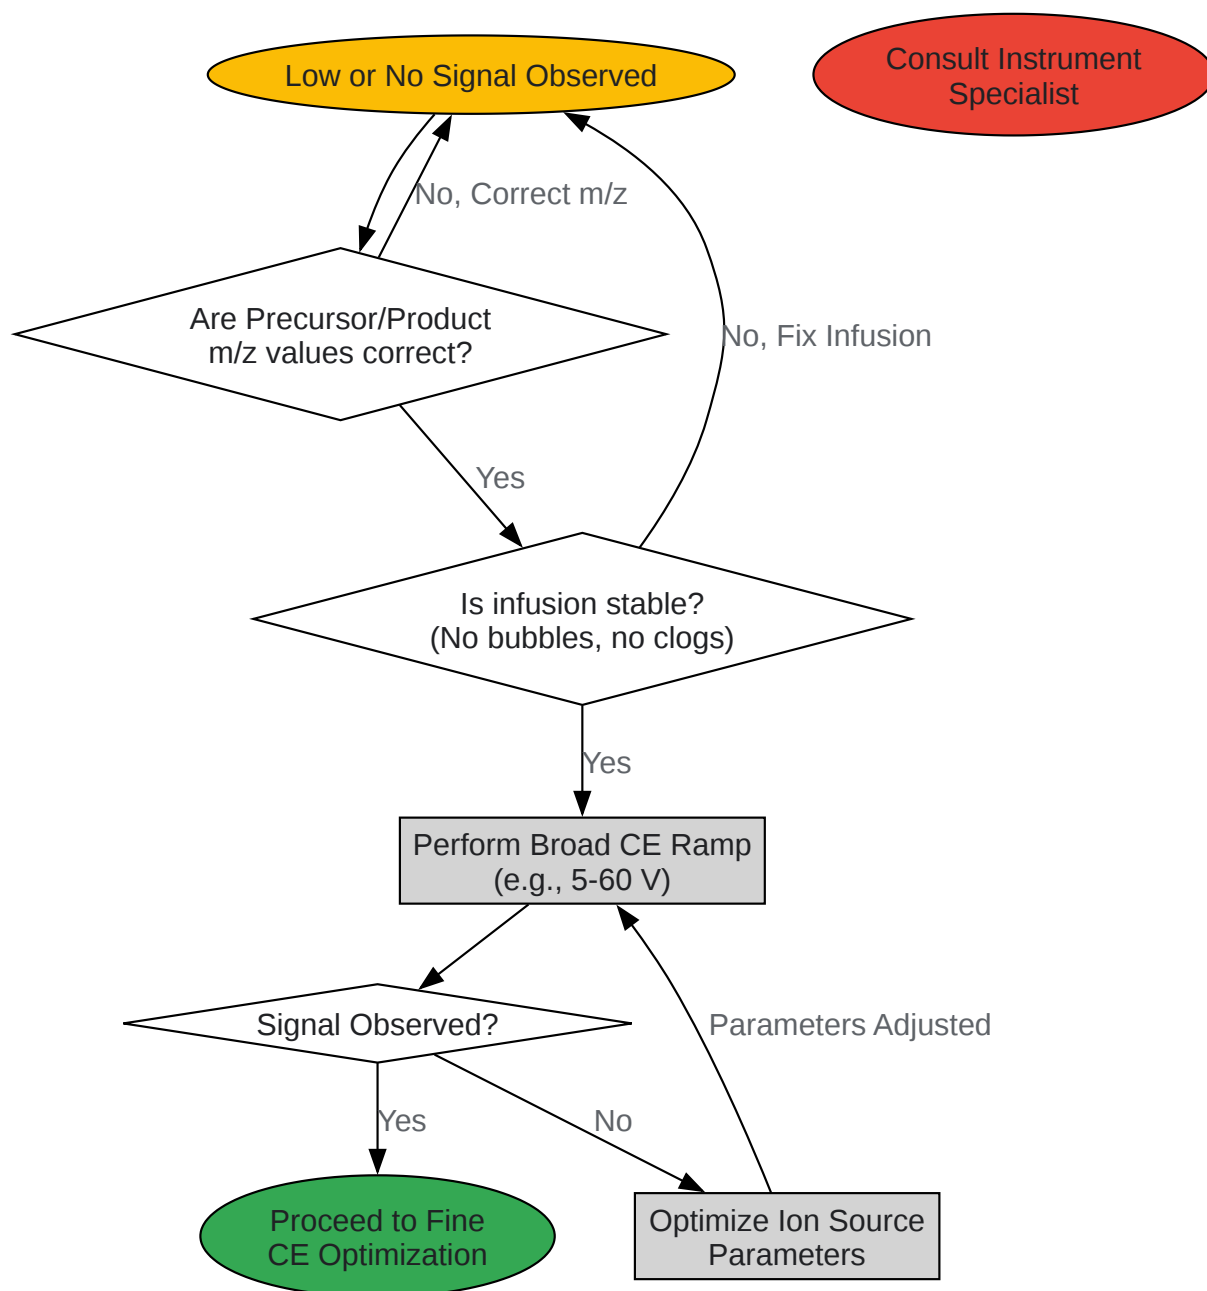 Low or No Signal Observed
Consult Instrument
Specialist
No, Correct m/z
Are Precursor/Product
m/z values correct?
No, Fix Infusion
Yes
Is infusion stable?
(No bubbles, no clogs)
Yes
Perform Broad CE Ramp
(e.g., 5-60 V)
Signal Observed?
Parameters Adjusted
Yes
No
Proceed to Fine
CE Optimization
Optimize Ion Source
Parameters